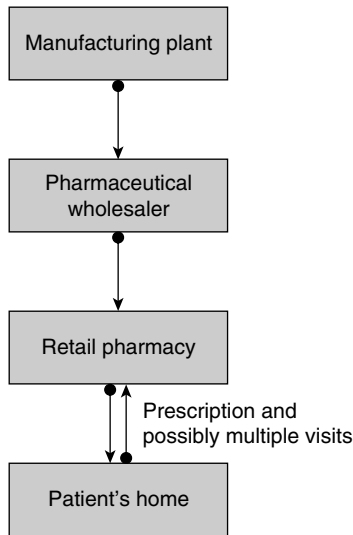 Manufacturing plant
Pharmaceutical
wholesaler
Retail pharmacy
Prescription and
possibly multiple visits
Patient's home